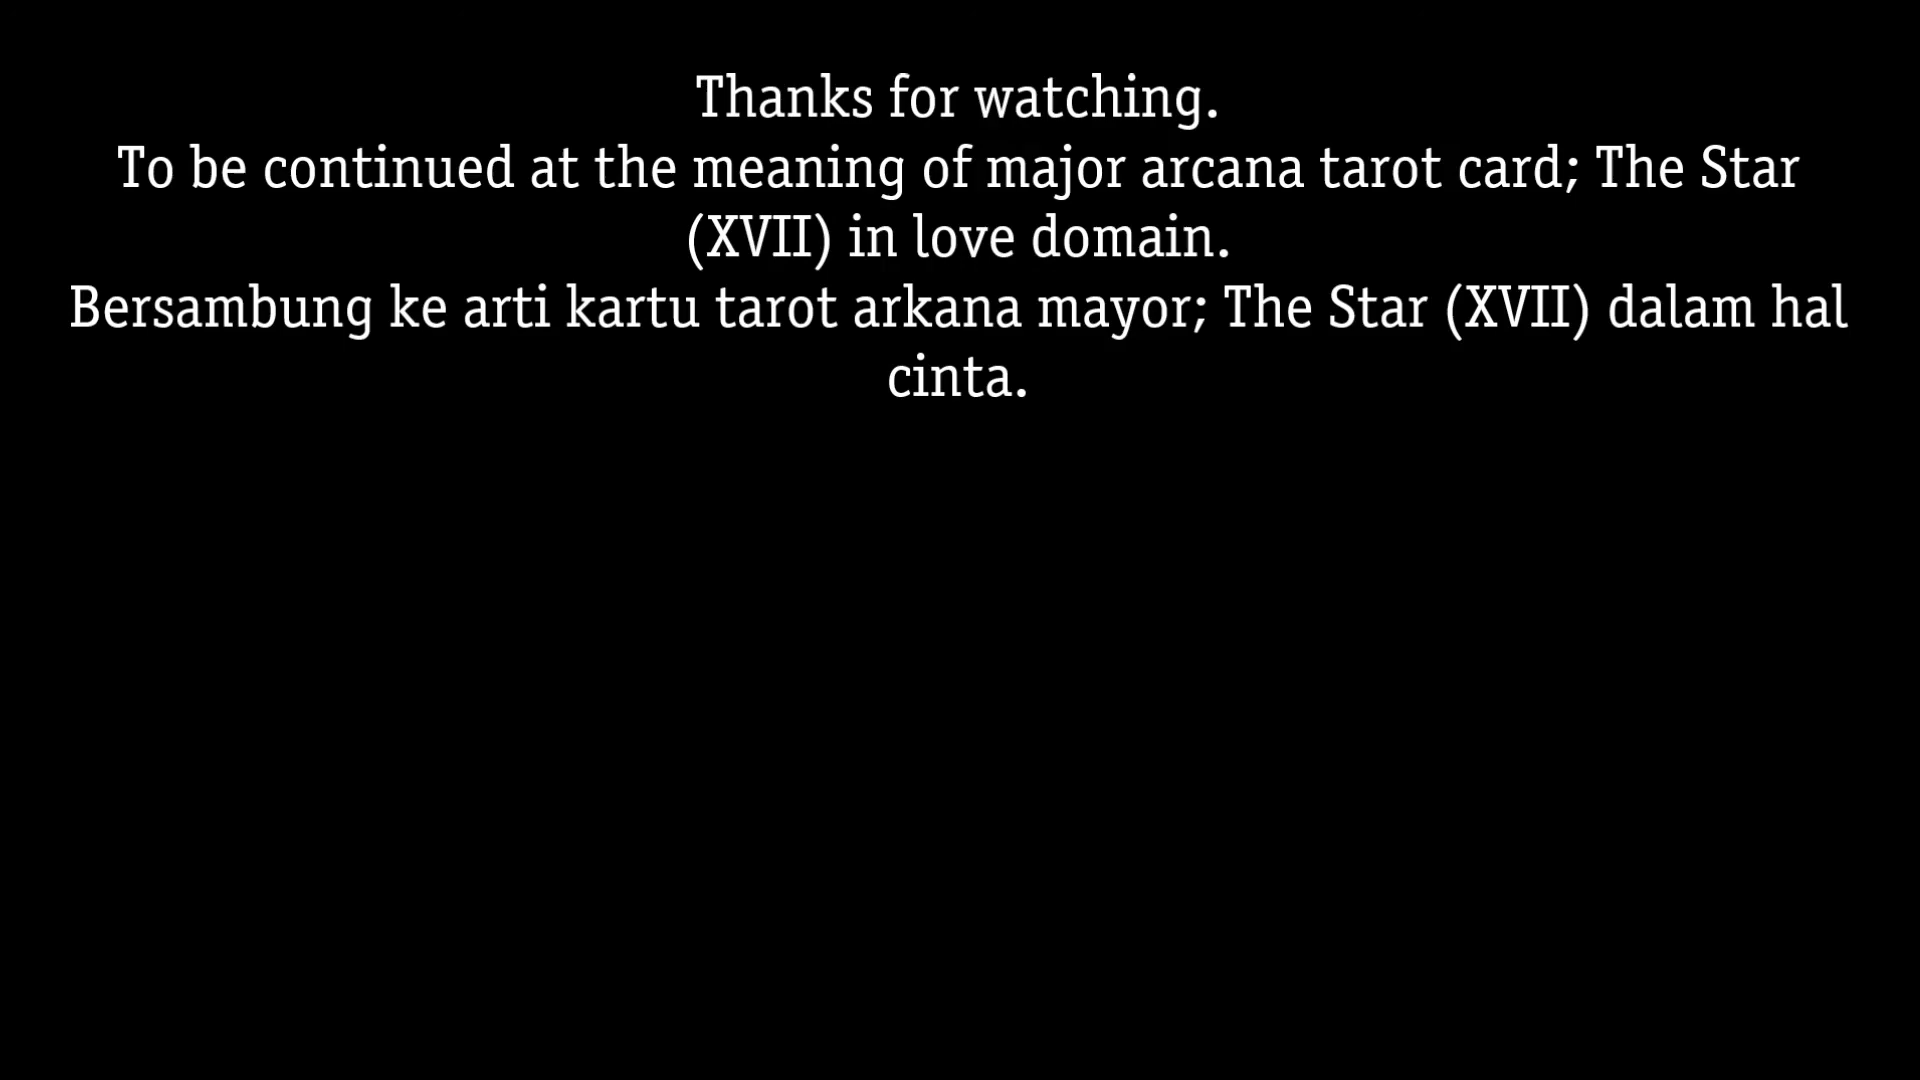 Thanks for watching.
To be continued at the meaning of major arcana tarot card; The Star
(XVII) in love domain.
Bersambung ke arti kartu tarot arkana mayor; The Star (XVII) dalam hal
cinta.